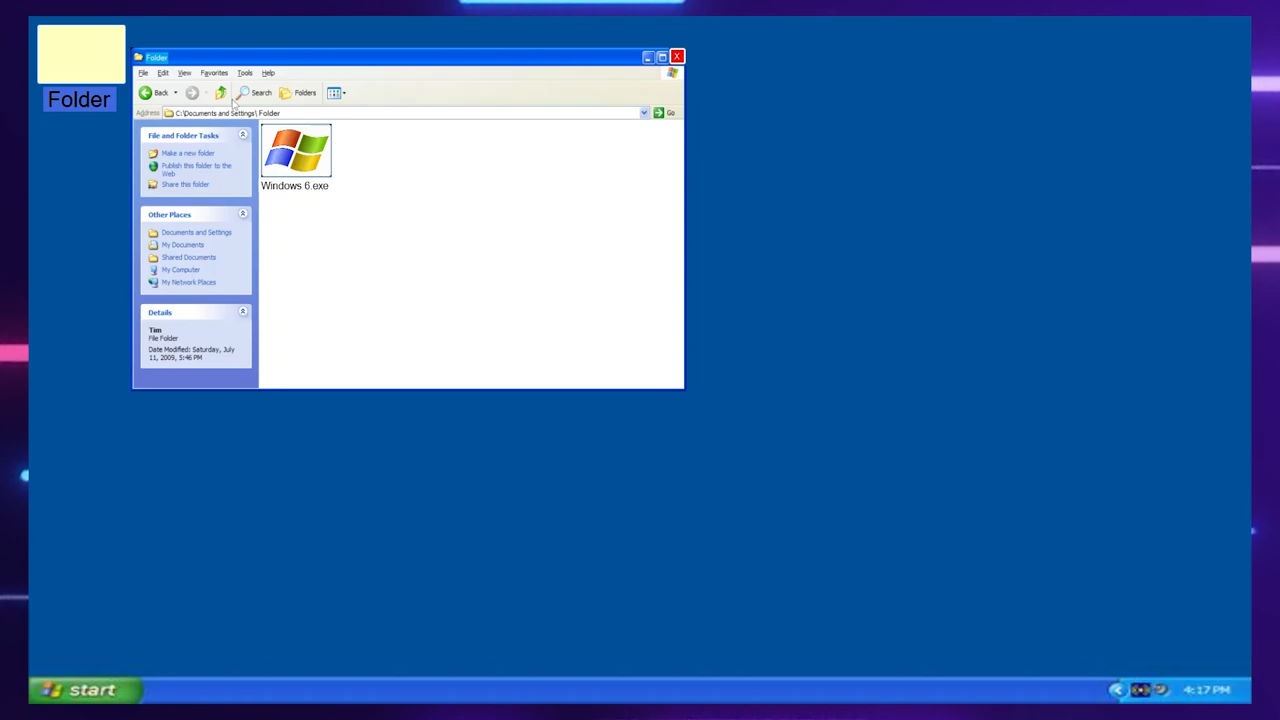 Folder
Folder
X
File Edit View Favorites Tools Help
Back Search Folders
Address C:\Documents and Settings\ Folder Go
File and Folder Tasks
Make a new folder
Publish this folder to the
Web
Share this folder
Other Places
Documents and Settings
My Documents
Shared Documents
My Computer
My Network Places
Details
Tim
File Folder
Date Modified: Saturday, July
11, 2009, 5:46 PM
Windows 6.exe
start
4:17 PM